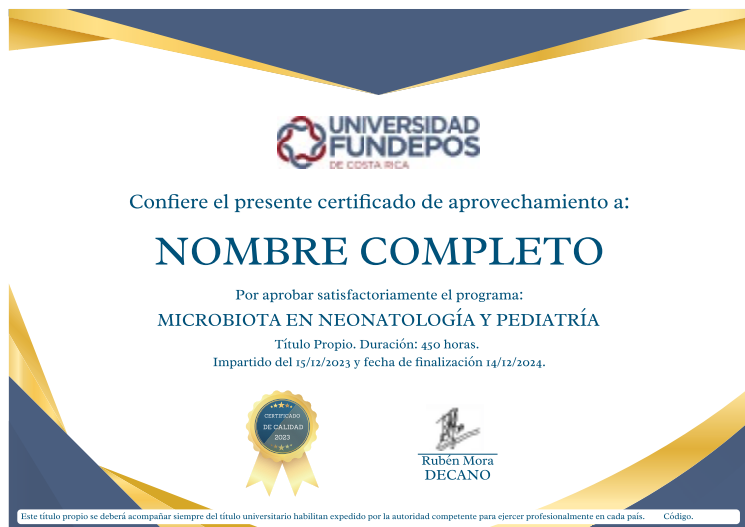 UNIVERSIDAD
FUNDEPOS
DE COSTA RICA
Confiere el presente certificado de aprovechamiento a:
NOMBRE COMPLETO
Por aprobar satisfactoriamente el programa:
MICROBIOTA EN NEONATOLOGÍA Y PEDIATRÍA
Título Propio. Duración: 450 horas.
Impartido del 15/12/2023 y fecha de finalización 14/12/2024.
CERTIFICADO
DE CALIDAD
2023
Rubén Mora
DECANO
Este título propio se deberá acompañar siempre del título universitario habilitan expedido por la autoridad competente para ejercer profesionalmente en cada país. Código.